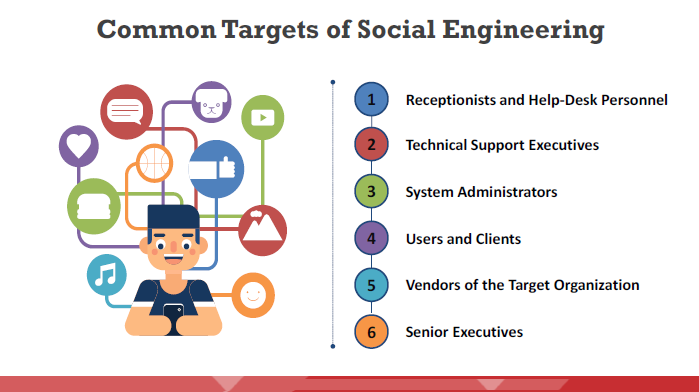 Common Targets of Social Engineering
1 Receptionists and Help-Desk Personnel
2 Technical Support Executives
3 System Administrators
4 Users and Clients
5 Vendors of the Target Organization
6 Senior Executives